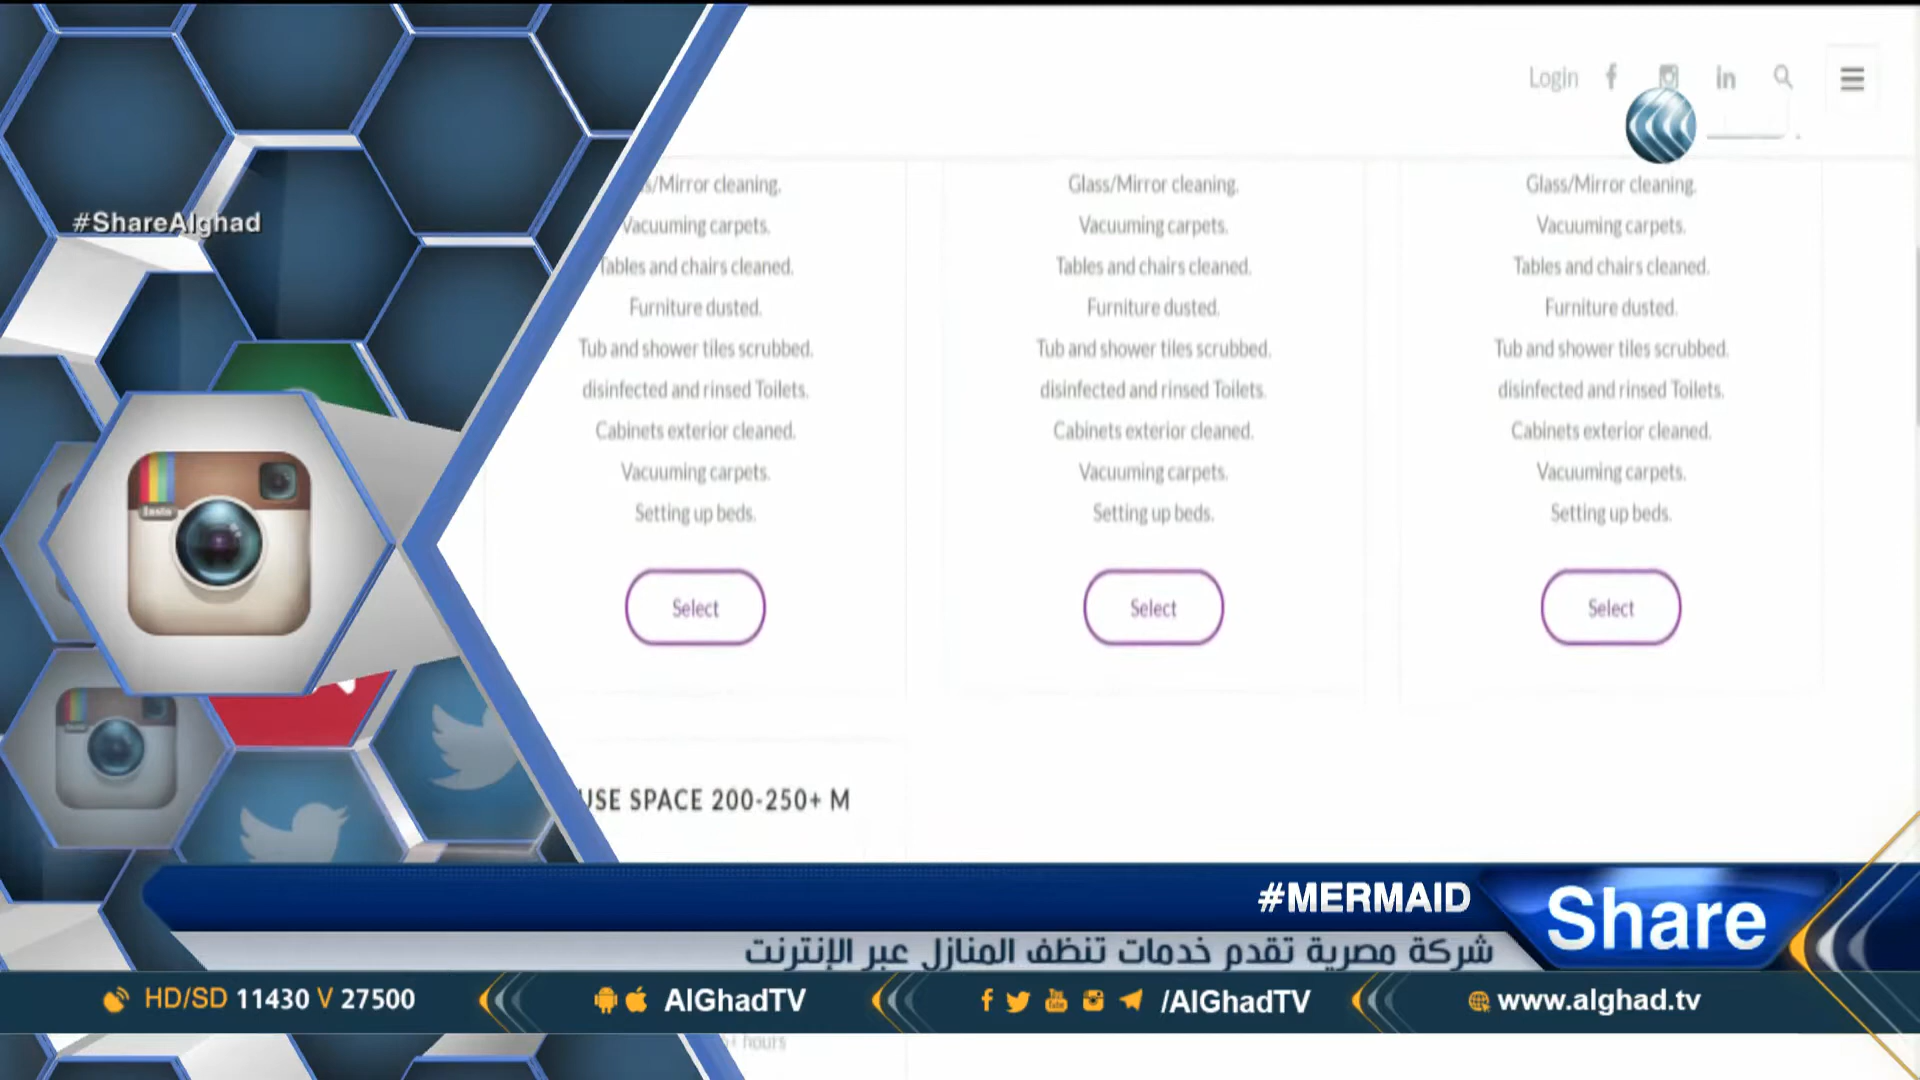 Login
#ShareAlghad
/Mirror cleaning.
Vacuuming carpets.
Tables and chairs cleaned.
Furniture dusted.
Tub and shower tiles scrubbed.
disinfected and rinsed Toilets.
Cabinets exterior cleaned.
Vacuuming carpets.
Setting up beds.
Select
Glass/Mirror cleaning.
Vacuuming carpets.
Tables and chairs cleaned.
Furniture dusted.
Tub and shower tiles scrubbed.
disinfected and rinsed Toilets.
Cabinets exterior cleaned.
Vacuuming carpets.
Setting up beds.
Select
Glass/Mirror cleaning.
Vacuuming carpets.
Tables and chairs cleaned.
Furniture dusted.
Tub and shower tiles scrubbed.
disinfected and rinsed Toilets.
Cabinets exterior cleaned.
Vacuuming carpets.
Setting up beds.
Select
USE SPACE 200-250+ M
#MERMAID
Share
شركة مصرية تقدم خدمات تنظف المنازل عبر الإنترنت
HD/SD 11430 V 27500
AlGhadTV
/AlGhadTV
www.alghad.tv
hours